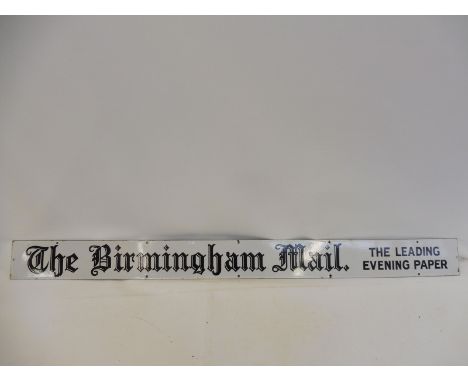 The Birmingham Mail.
THE LEADING
EVENING PAPER